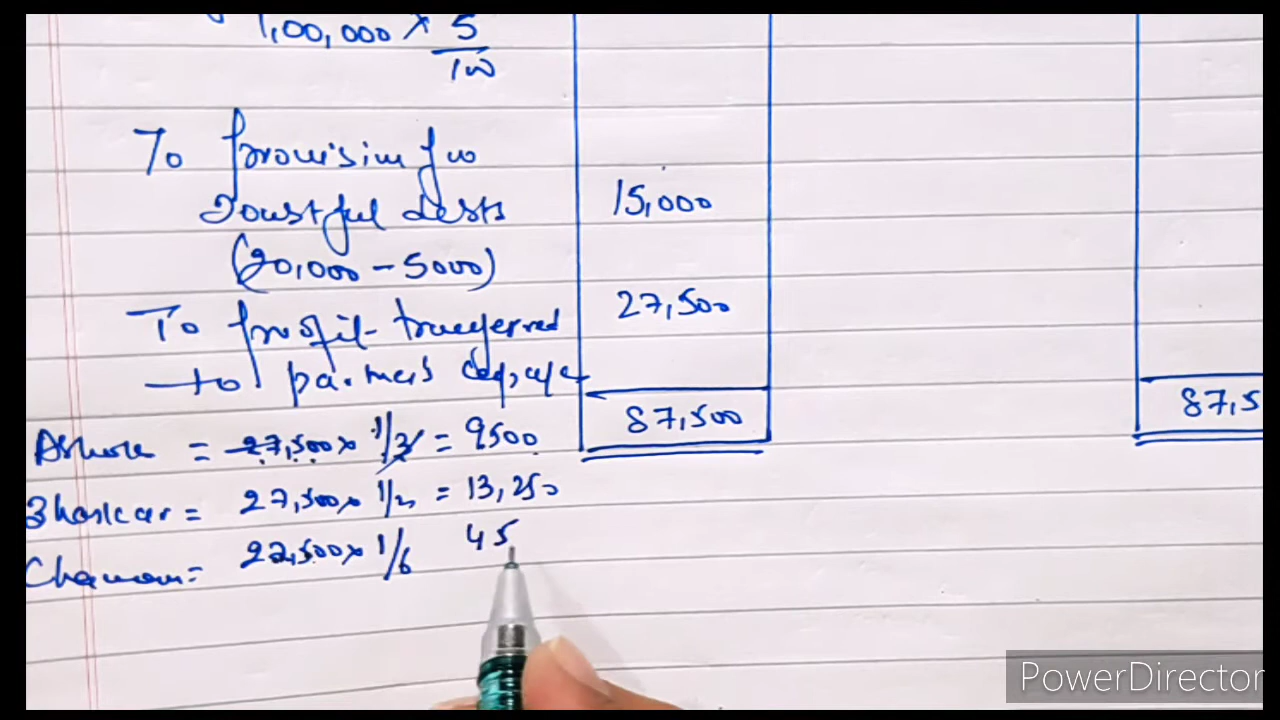 1,00,000 × 5/100
To provision for
Doubtful debts 15,000
(20,000 - 5000)
To profit transferred 27,500
to partners cap, a/c
87,500 87,5
Ashok = 27,500 × 1/3 = 9500
Bhaskar = 27,500 × 1/2 = 13,250
Chaman = 22,500 × 1/6 45
PowerDirector